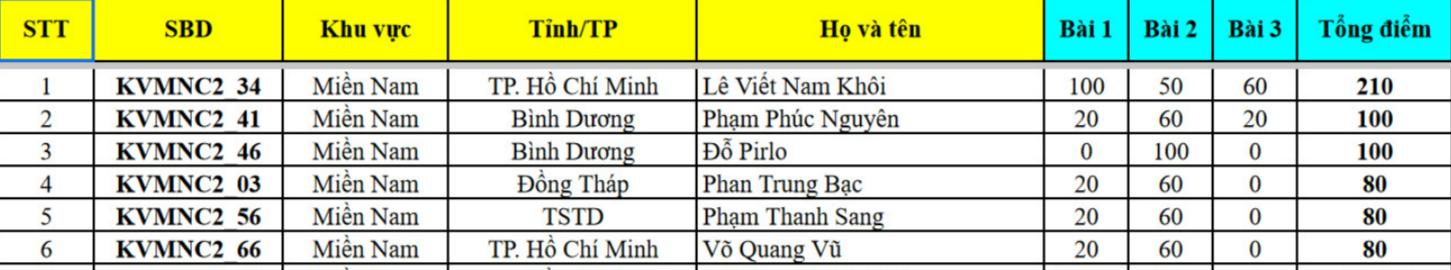 STT SBD Khu vực Tỉnh/TP Họ và tên Bài 1 Bài 2 Bài 3 Tổng điểm
1 KVMNC2_34 Miền Nam TP. Hồ Chí Minh Lê Viết Nam Khôi 100 50 60 210
2 KVMNC2_41 Miền Nam Bình Dương Phạm Phúc Nguyên 20 60 20 100
3 KVMNC2_46 Miền Nam Bình Dương Đỗ Pirlo 0 100 0 100
4 KVMNC2_03 Miền Nam Đồng Tháp Phan Trung Bạc 20 60 0 80
5 KVMNC2_56 Miền Nam TSTD Phạm Thanh Sang 20 60 0 80
6 KVMNC2_66 Miền Nam TP. Hồ Chí Minh Võ Quang Vũ 20 60 0 80